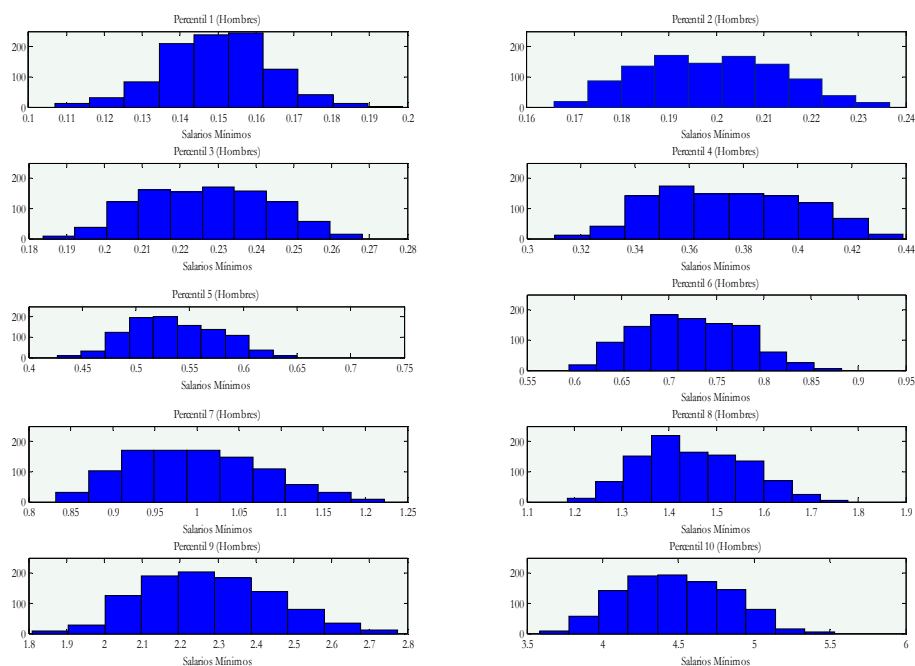 Percentil 1 (Hombres)
200
100
0
0.1 0.11 0.12 0.13 0.14 0.15 0.16 0.17 0.18 0.19 0.2
Salarios Mínimos
Percentil 2 (Hombres)
200
100
0
0.16 0.17 0.18 0.19 0.2 0.21 0.22 0.23 0.24
Salarios Mínimos
Percentil 3 (Hombres)
200
100
0
0.18 0.19 0.2 0.21 0.22 0.23 0.24 0.25 0.26 0.27 0.28
Salarios Mínimos
Percentil 4 (Hombres)
200
100
0
0.3 0.32 0.34 0.36 0.38 0.4 0.42 0.44
Salarios Mínimos
Percentil 5 (Hombres)
200
100
0
0.4 0.45 0.5 0.55 0.6 0.65 0.7 0.75
Salarios Mínimos
Percentil 6 (Hombres)
200
100
0
0.55 0.6 0.65 0.7 0.75 0.8 0.85 0.9 0.95
Salarios Mínimos
Percentil 7 (Hombres)
200
100
0
0.8 0.85 0.9 0.95 1 1.05 1.1 1.15 1.2 1.25
Salarios Mínimos
Percentil 8 (Hombres)
200
100
0
1.1 1.2 1.3 1.4 1.5 1.6 1.7 1.8 1.9
Salarios Mínimos
Percentil 9 (Hombres)
200
100
0
1.8 1.9 2 2.1 2.2 2.3 2.4 2.5 2.6 2.7 2.8
Salarios Mínimos
Percentil 10 (Hombres)
200
100
0
3.5 4 4.5 5 5.5 6
Salarios Mínimos